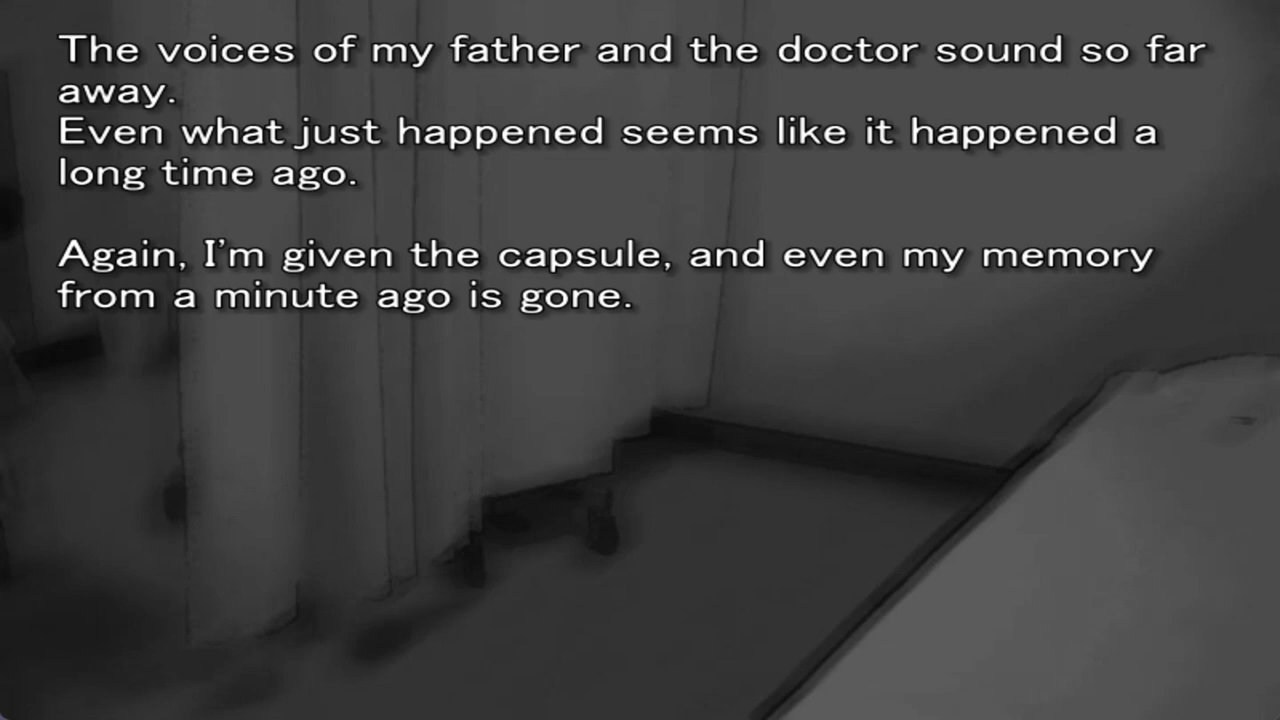 The voices of my father and the doctor sound so far
away.
Even what just happened seems like it happened a
long time ago.
Again, I'm given the capsule, and even my memory
from a minute ago is gone.